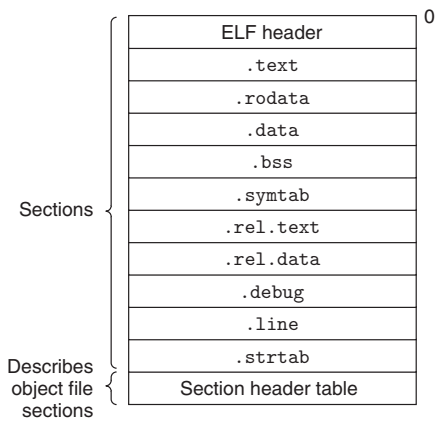 0
ELF header
.text
.rodata
.data
.bss
.symtab
.rel.text
.rel.data
.debug
.line
.strtab
Section header table
Sections
Describes
object file
sections